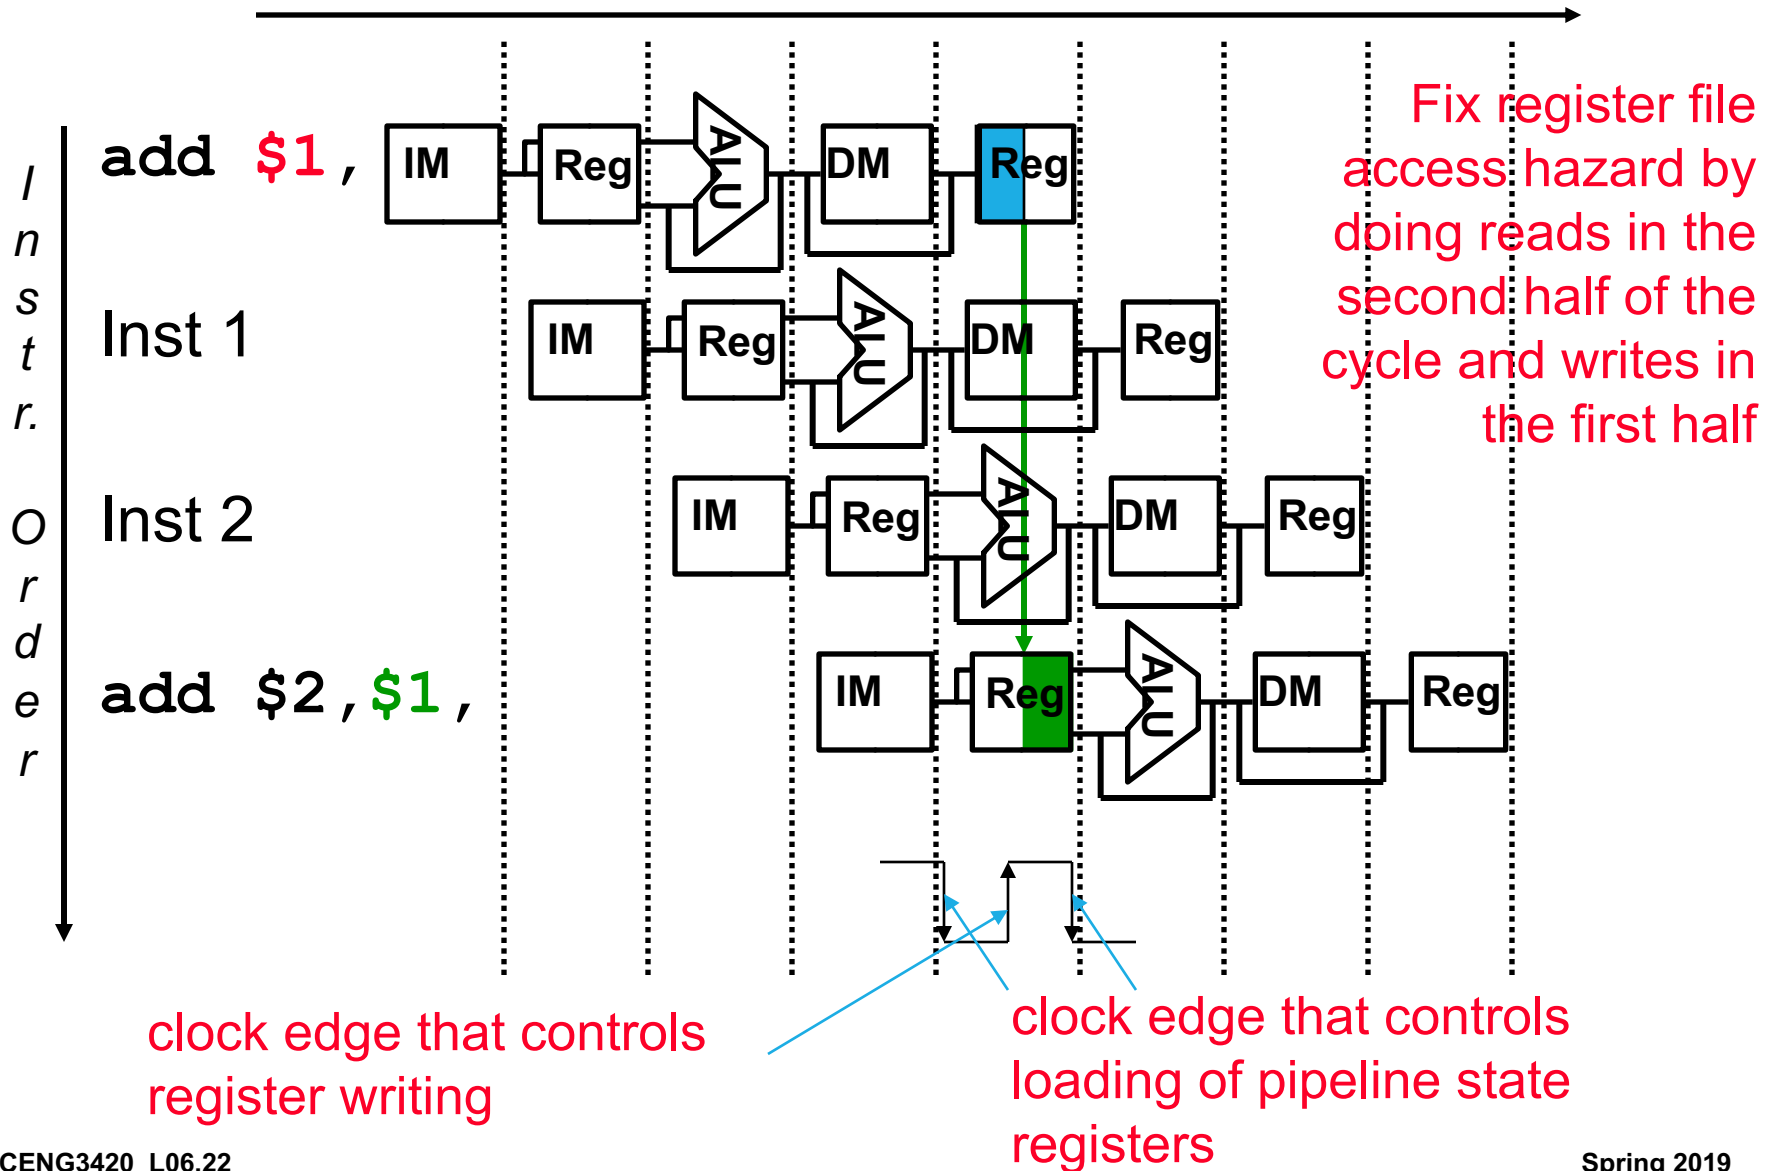 Fix register file
access hazard by
doing reads in the
second half of the
cycle and writes in
the first half
Instr. Order
add $1,
IM Reg ALU DM Reg
Inst 1
IM Reg ALU DM Reg
Inst 2
IM Reg ALU DM Reg
add $2,$1,
IM Reg ALU DM Reg
clock edge that controls
register writing
clock edge that controls
loading of pipeline state
registers
CENG3420 L06.22
Spring 2019